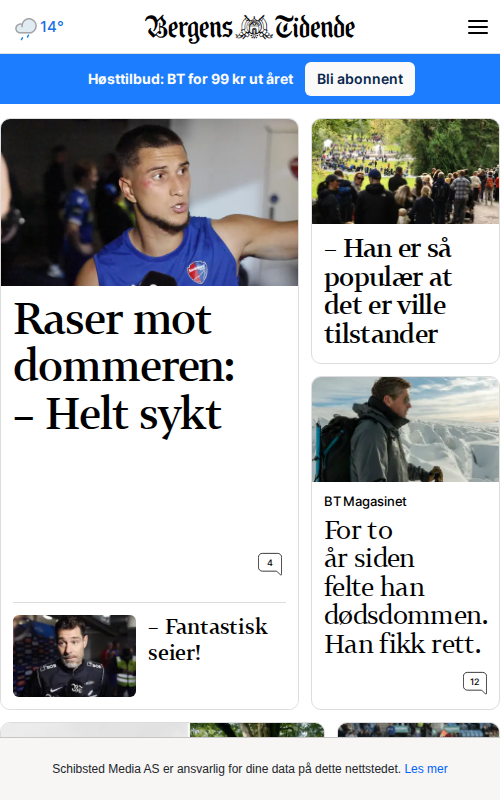 14°
Bergens Tidende
Høsttilbud: BT for 99 kr ut året
Bli abonnent
Raser mot
dommeren:
– Helt sykt
4
– Fantastisk
seier!
– Han er så
populær at
det er ville
tilstander
BT Magasinet
For to
år siden
felte han
dødsdommen.
Han fikk rett.
12
Schibsted Media AS er ansvarlig for dine data på dette nettstedet. Les mer